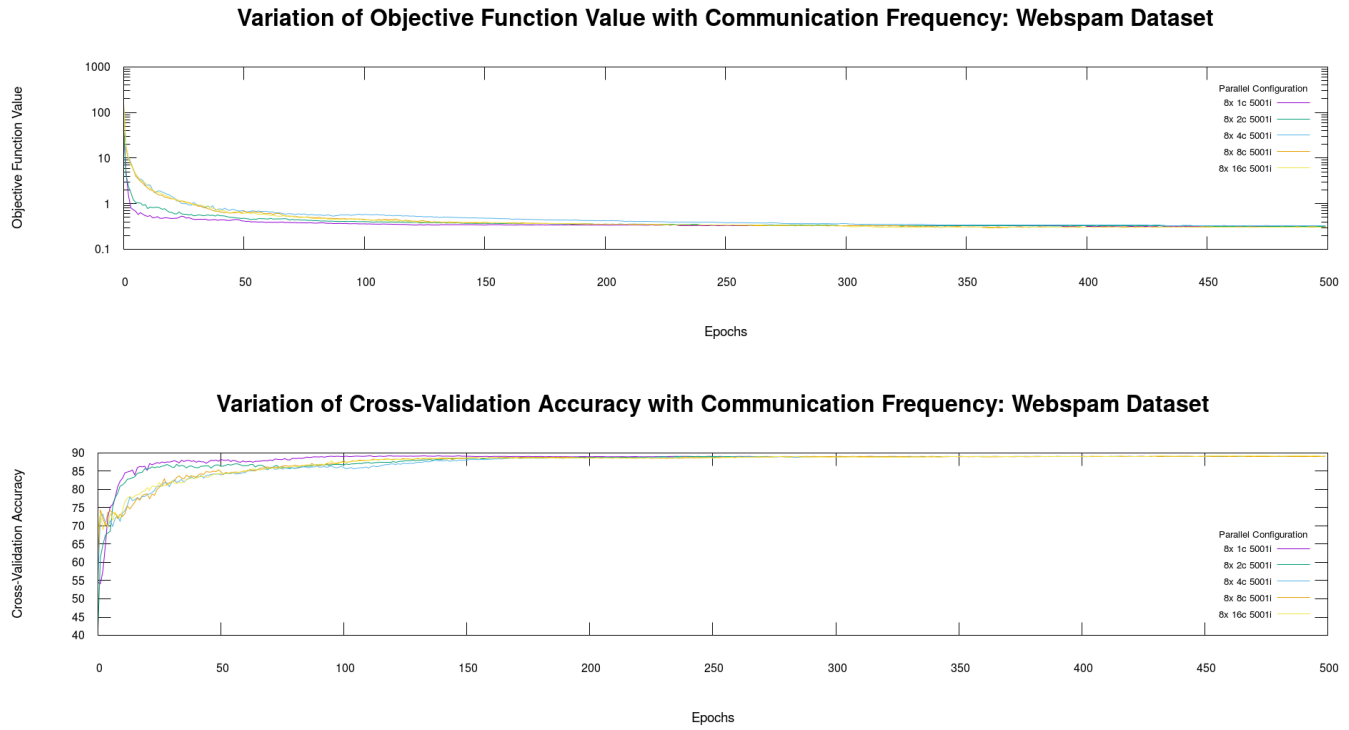 Variation of Objective Function Value with Communication Frequency: Webspam Dataset
Objective Function Value
1000
100
10
1
0.1
Parallel Configuration
8x 1c 5001i
8x 2c 5001i
8x 4c 5001i
8x 8c 5001i
8x 16c 5001i
0 50 100 150 200 250 300 350 400 450 500
Epochs
Variation of Cross-Validation Accuracy with Communication Frequency: Webspam Dataset
Cross-Validation Accuracy
90
85
80
75
70
65
60
55
50
45
40
Parallel Configuration
8x 1c 5001i
8x 2c 5001i
8x 4c 5001i
8x 8c 5001i
8x 16c 5001i
0 50 100 150 200 250 300 350 400 450 500
Epochs